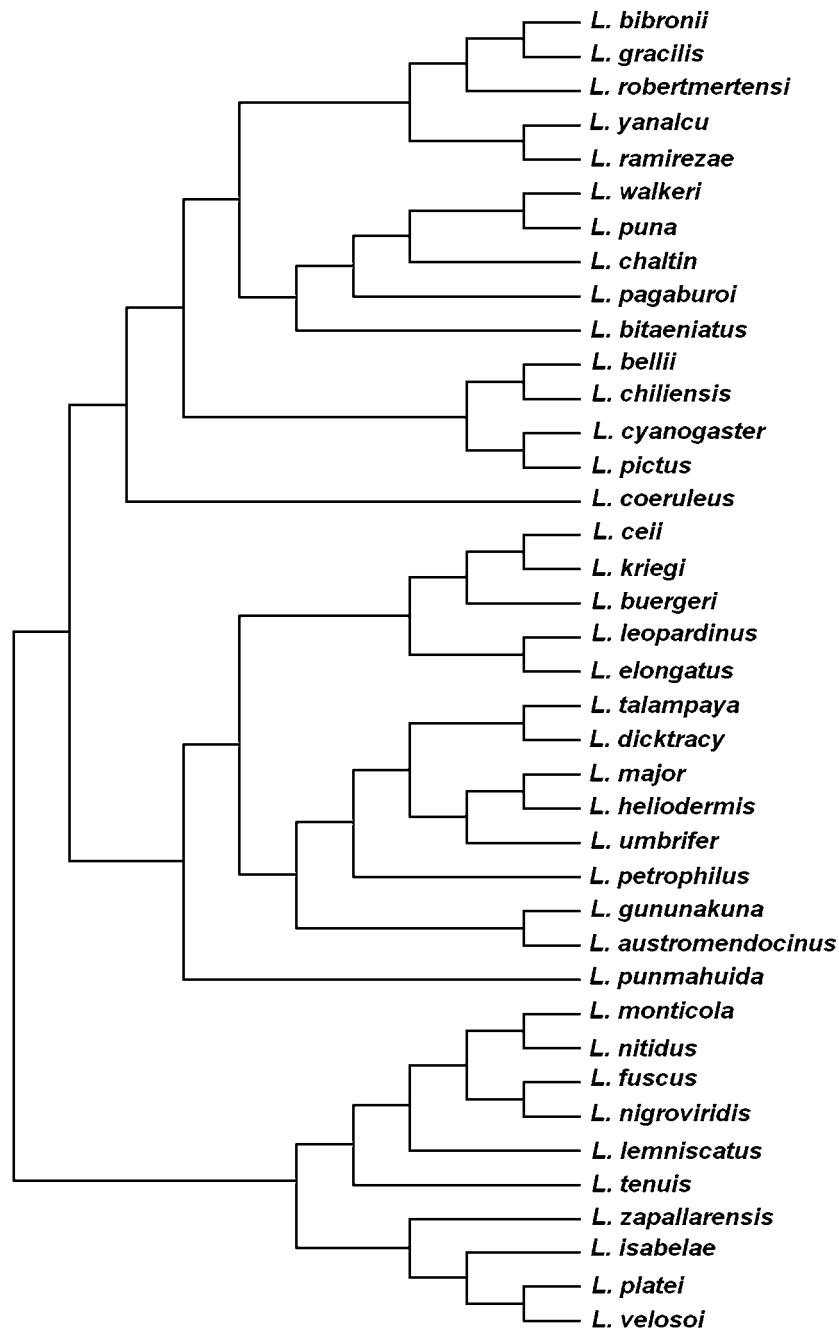 L. bibronii
L. gracilis
L. robertmertensi
L. yanalcu
L. ramirezae
L. walkeri
L. puna
L. chaltin
L. pagaburoi
L. bitaeniatus
L. bellii
L. chiliensis
L. cyanogaster
L. pictus
L. coeruleus
L. ceii
L. kriegi
L. buergeri
L. leopardinus
L. elongatus
L. talampaya
L. dicktracy
L. major
L. heliodermis
L. umbrifer
L. petrophilus
L. gununakuna
L. austromendocinus
L. punmahuida
L. monticola
L. nitidus
L. fuscus
L. nigroviridis
L. lemniscatus
L. tenuis
L. zapallarensis
L. isabelae
L. platei
L. velosoi